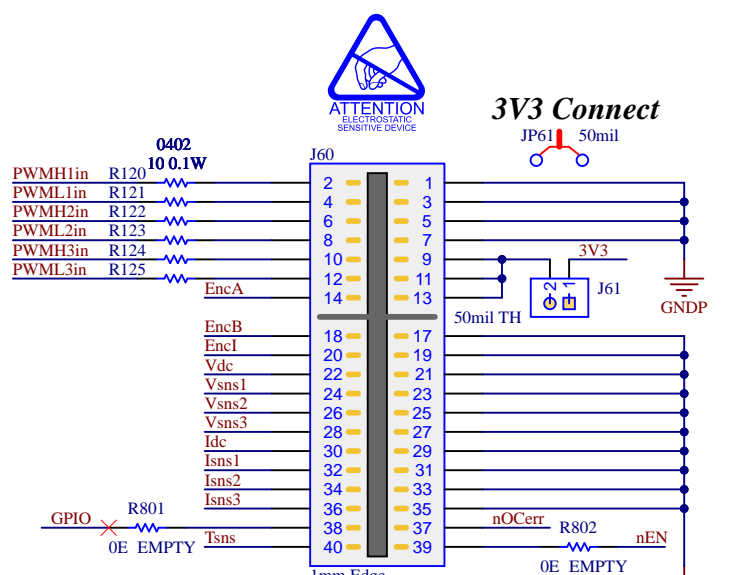 ATTENTION
ELECTROSTATIC
SENSITIVE DEVICE
3V3 Connect
JP61 50mil
0402
10 0.1W
J60
PWMH1in R120 2 1
PWML1in R121 4 3
PWMH2in R122 6 5
PWML2in R123 8 7
PWMH3in R124 10 9 3V3
PWML3in R125 12 11 2 1 J61
EncA 14 13
GNDP
50mil TH
EncB 18 17
EncI 20 19
Vdc 22 21
Vsns1 24 23
Vsns2 26 25
Vsns3 28 27
Idc 30 29
Isns1 32 31
Isns2 34 33
Isns3 36 35
GPIO R801 38 37 nOCerr
0E EMPTY Tsns 40 39 R802 nEN
0E EMPTY
1mm Edge